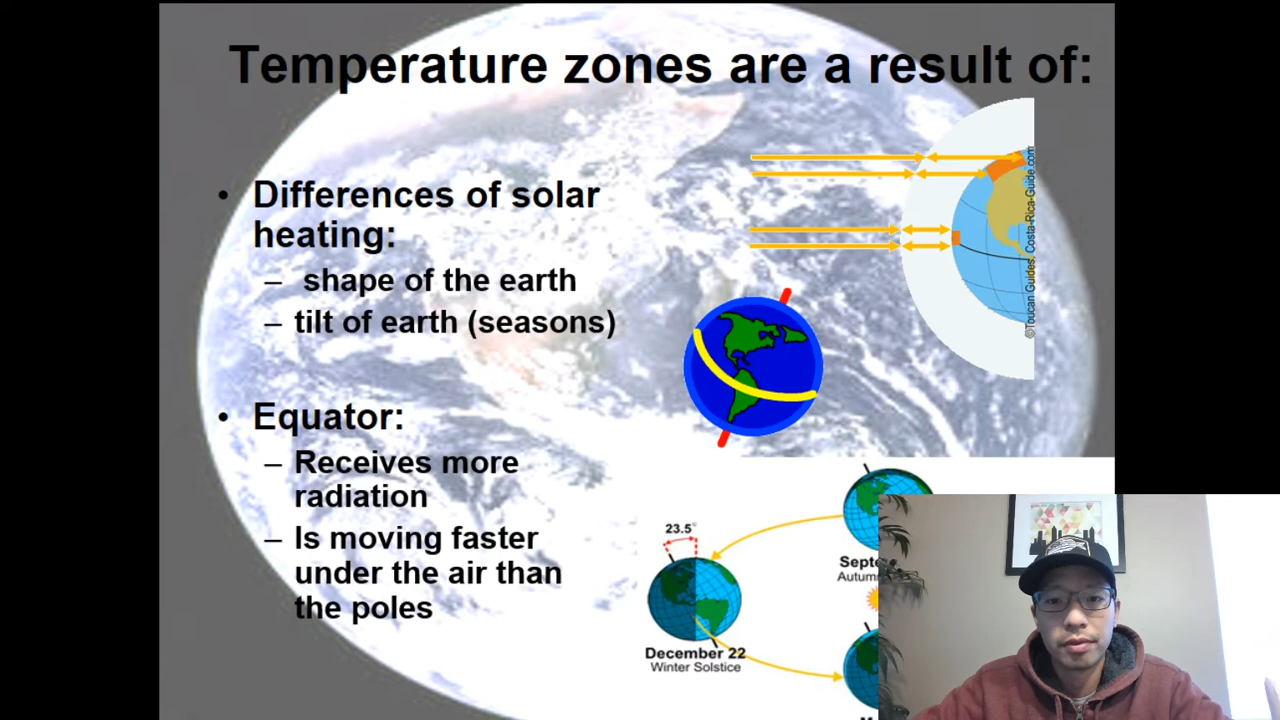 Temperature zones are a result of:
• Differences of solar
heating:
– shape of the earth
– tilt of earth (seasons)
• Equator:
– Receives more
radiation
– Is moving faster
under the air than
the poles
©Toucan Guides, Costa-Rica-Guide.com
23.5°
Septe
Autum
December 22
Winter Solstice